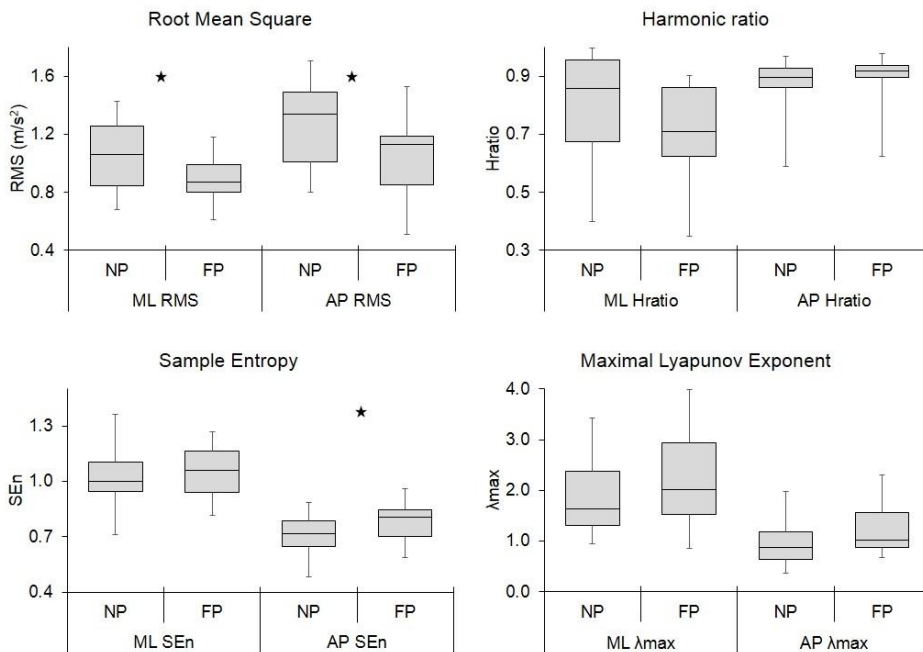 Root Mean Square
RMS (m/s²)
1.6
1.2
0.8
0.4
NP FP NP FP
ML RMS AP RMS
Harmonic ratio
Hratio
0.9
0.7
0.5
0.3
NP FP NP FP
ML Hratio AP Hratio
Sample Entropy
SEn
1.3
1.0
0.7
0.4
NP FP NP FP
ML SEn AP SEn
Maximal Lyapunov Exponent
λmax
4.0
3.0
2.0
1.0
0.0
NP FP NP FP
ML λmax AP λmax